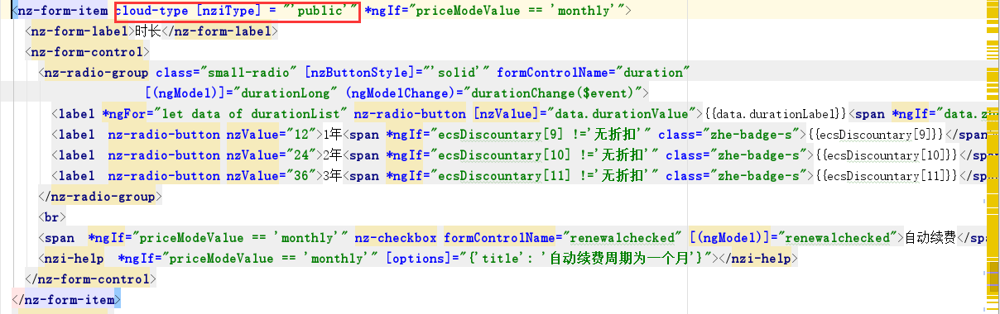 <nz-form-item cloud-type [nziType] = "'public'" *ngIf="priceModeValue == 'monthly'">
<nz-form-label>时长</nz-form-label>
<nz-form-control>
<nz-radio-group class="small-radio" [nzButtonStyle]="'solid'" formControlName="duration"
[(ngModel)]="durationLong" (ngModelChange)="durationChange($event)">
<label *ngFor="let data of durationList" nz-radio-button [nzValue]="data.durationValue">{{data.durationLabel}}<span *ngIf="data.z
<label nz-radio-button nzValue="12">1年<span *ngIf="ecsDiscountary[9] !='无折扣'" class="zhe-badge-s">{{ecsDiscountary[9]}}</span
<label nz-radio-button nzValue="24">2年<span *ngIf="ecsDiscountary[10] !='无折扣'" class="zhe-badge-s">{{ecsDiscountary[10]}}</s
<label nz-radio-button nzValue="36">3年<span *ngIf="ecsDiscountary[11] !='无折扣'" class="zhe-badge-s">{{ecsDiscountary[11]}}</s
</nz-radio-group>
<br>
<span *ngIf="priceModeValue == 'monthly'" nz-checkbox formControlName="renewalchecked" [(ngModel)]="renewalchecked">自动续费</spa
<nzi-help *ngIf="priceModeValue == 'monthly'" [options]="{'title': '自动续费周期为一个月'}"></nzi-help>
</nz-form-control>
</nz-form-item>